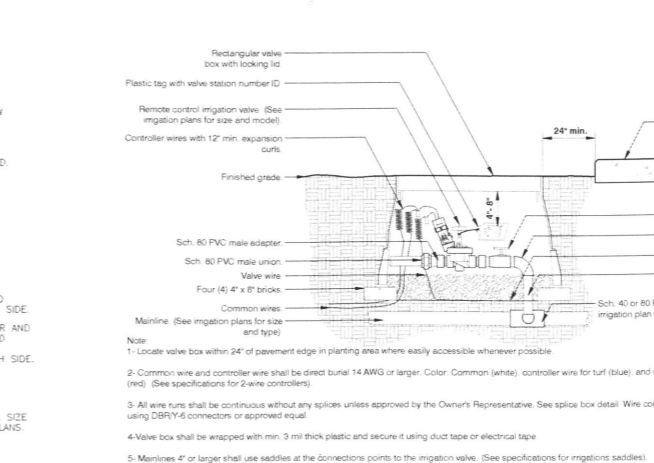 Rectangular valve
box with locking lid
Plastic tag with valve station number ID
Remote control irrigation valve. (See
irrigation plans for size and model)
Controller wires with 12" min. expansion
curls.
Finished grade.
24" min.
4"- 8"
Sch. 80 PVC male adapter.
Sch. 80 PVC male union.
Valve wire
Four (4) 4" x 8" bricks.
Common wires.
Mainline (See irrigation plans for size
and type)
Sch. 40 or 80
irrigation plan
D.
SIDE.
R AND
H SIDE.
SIZE
LANS.
Note:
1- Locate valve box within 24" of pavement edge in planting area where easily accessible whenever possible.
2- Common wire and controller wire shall be direct burial 14 AWG or larger. Color: Common (white), controller wire for turf (blue), and
(red). (See specifications for 2-wire controllers).
3- All wire runs shall be continuous without any splices unless approved by the Owner's Representative. See splice box detail. Wire
using DBR/Y-6 connectors or approved equal.
4-Valve box shall be wrapped with min. 3 mil thick plastic and secure it using duct tape or electrical tape
5- Mainlines 4" or larger shall use saddles at the connections points to the irrigation valve. (See specifications for irrigations saddles).